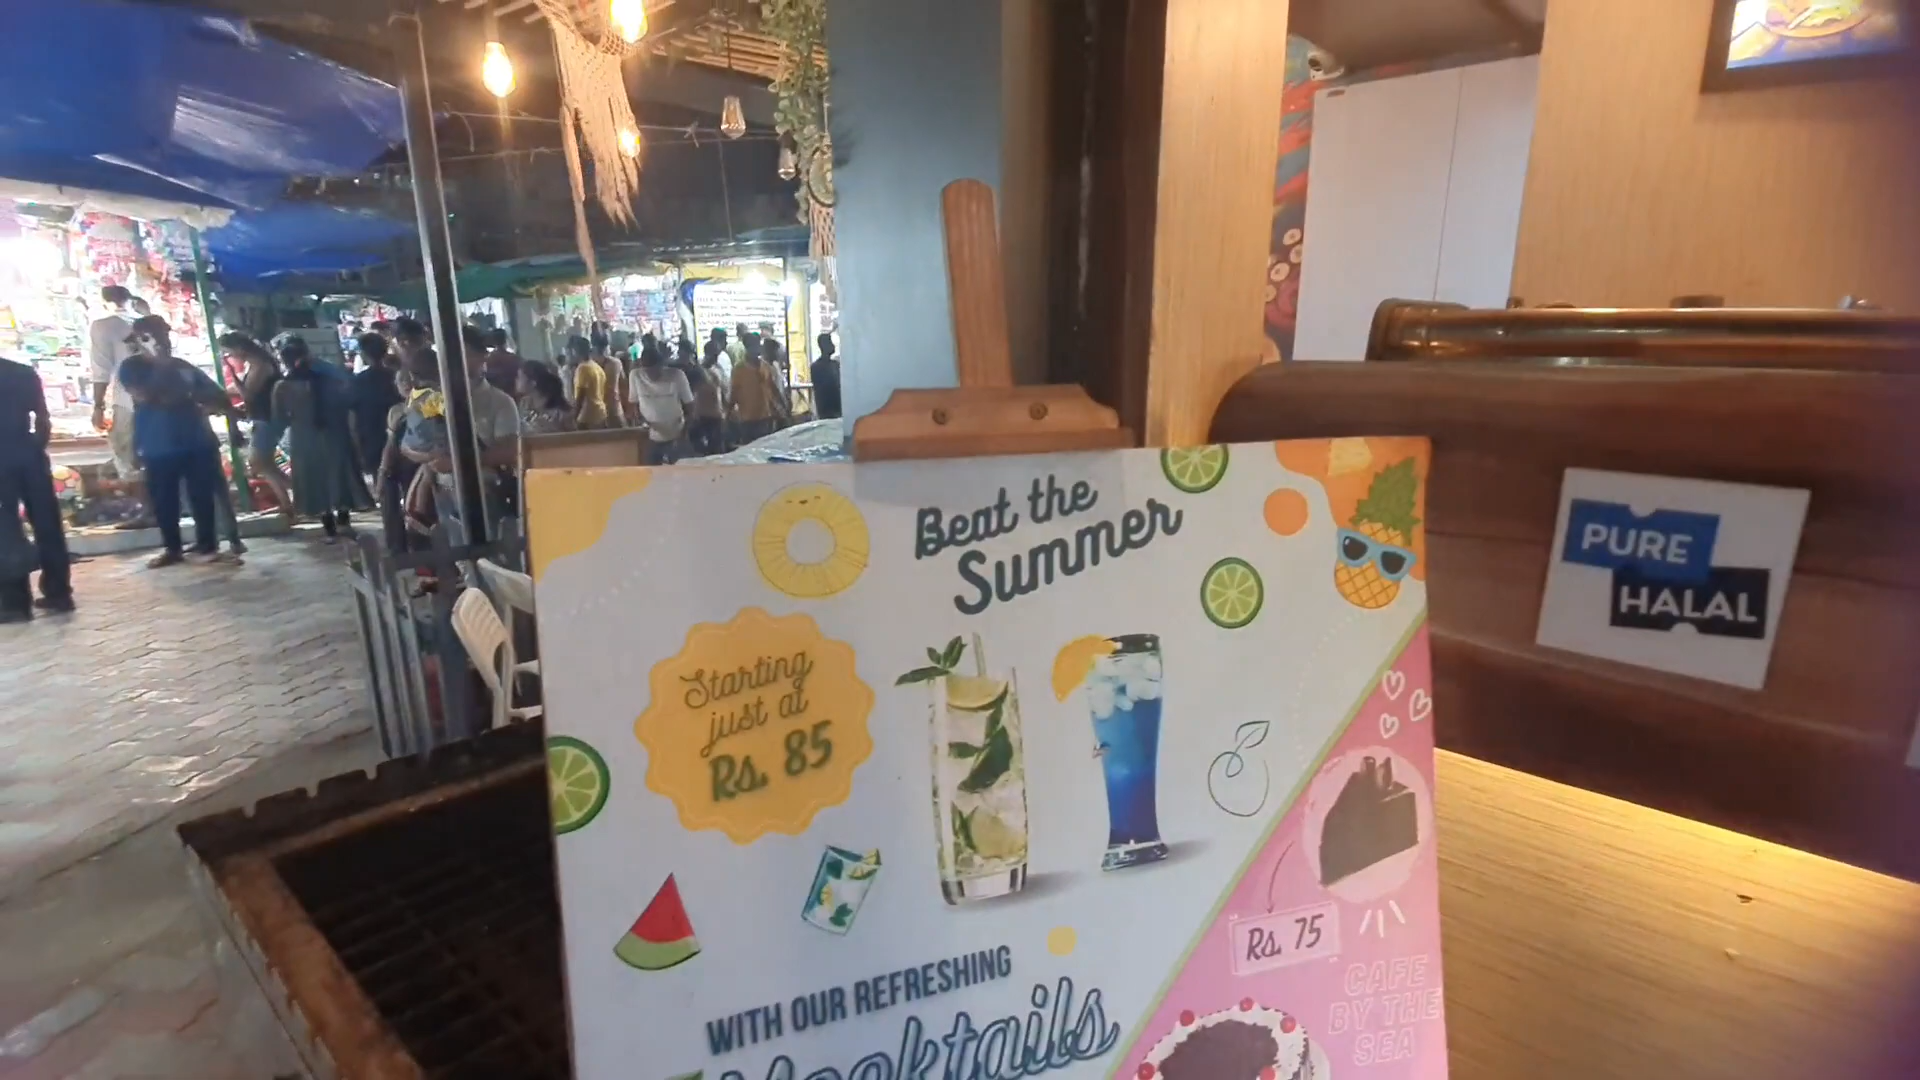 Beat the
Summer
Starting
just at
Rs. 85
WITH OUR REFRESHING
Mocktails
Rs. 75
CAFE
BY THE
SEA
PURE
HALAL